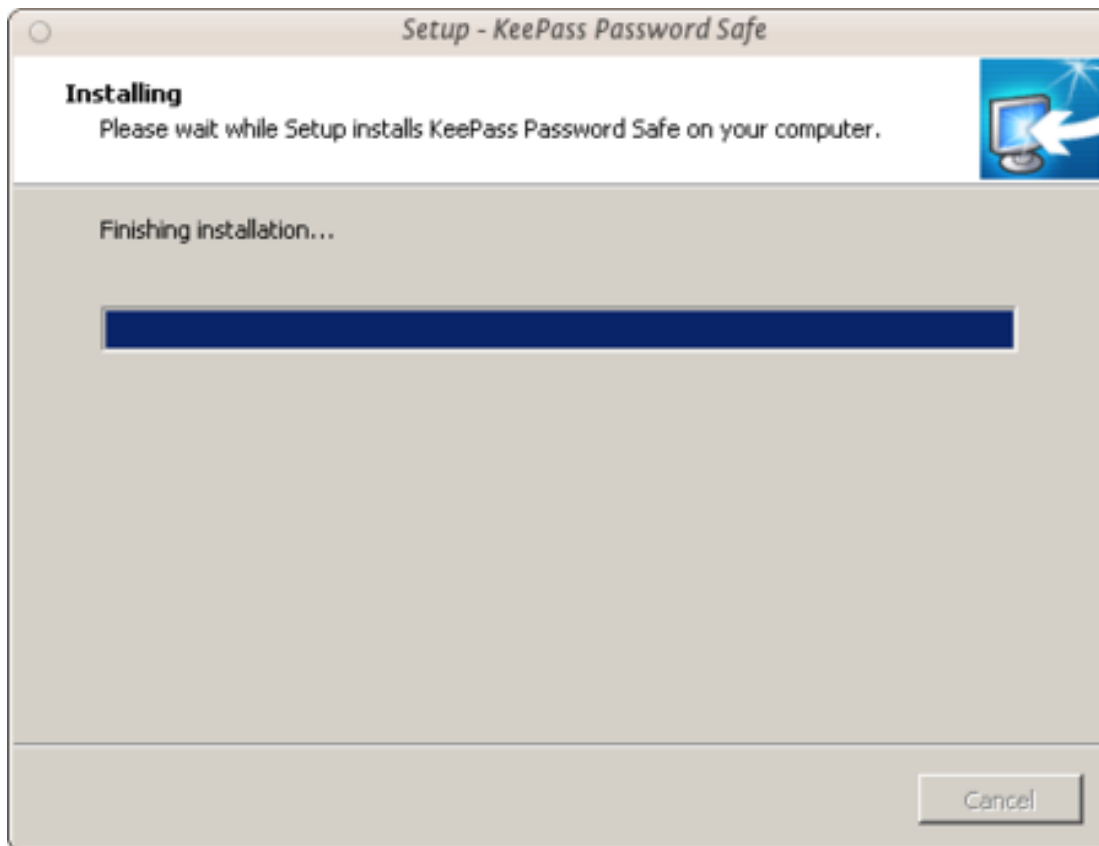 Setup - KeePass Password Safe
Installing
Please wait while Setup installs KeePass Password Safe on your computer.
Finishing installation...
Cancel